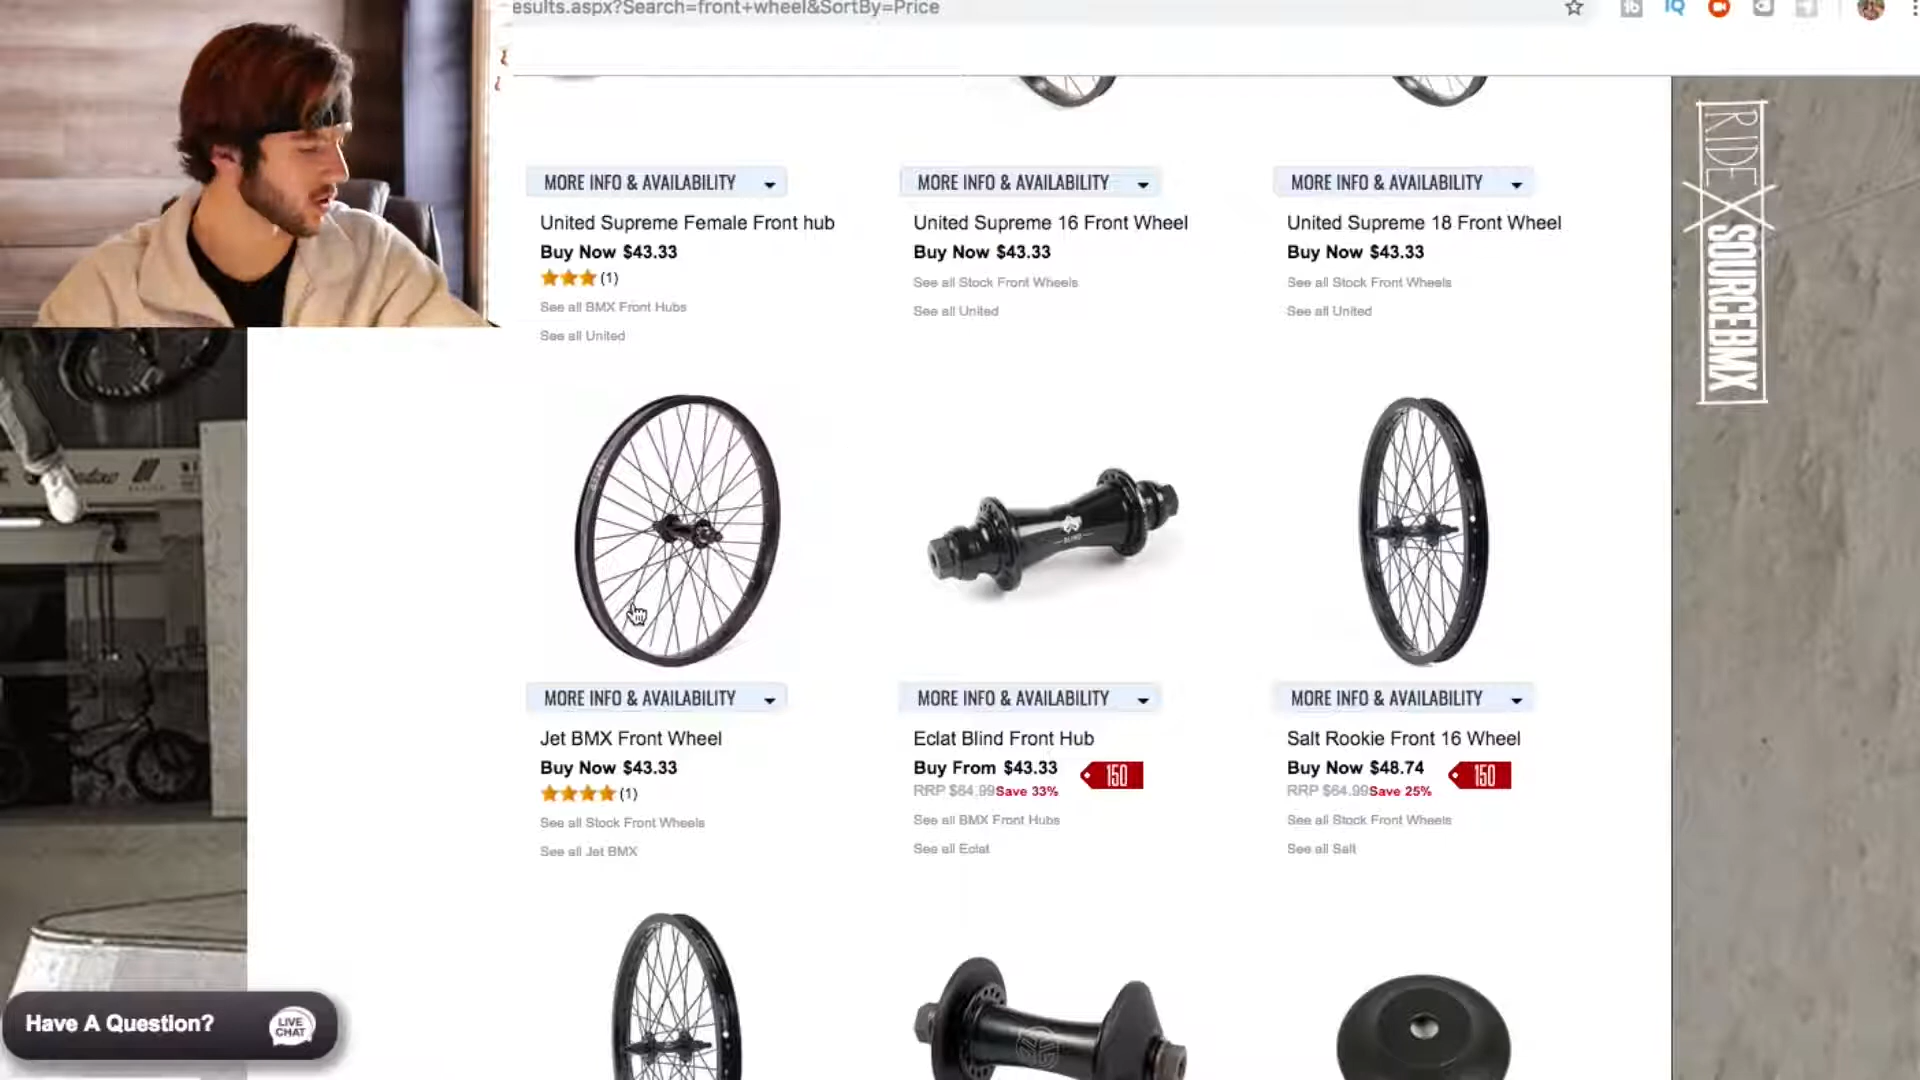 esults.aspx?Search=front+wheel&SortBy=Price
MORE INFO & AVAILABILITY
MORE INFO & AVAILABILITY
MORE INFO & AVAILABILITY
United Supreme Female Front hub
United Supreme 16 Front Wheel
United Supreme 18 Front Wheel
Buy Now $43.33
Buy Now $43.33
Buy Now $43.33
(1)
See all Stock Front Wheels
See all Stock Front Wheels
See all BMX Front Hubs
See all United
See all United
See all United
RIDE
SOURCEBMX
MORE INFO & AVAILABILITY
MORE INFO & AVAILABILITY
MORE INFO & AVAILABILITY
Jet BMX Front Wheel
Eclat Blind Front Hub
Salt Rookie Front 16 Wheel
Buy Now $43.33
Buy From $43.33
150
Buy Now $48.74
150
(1)
RRP $64.99 Save 33%
RRP $64.99 Save 25%
See all Stock Front Wheels
See all BMX Front Hubs
See all Stock Front Wheels
See all Jet BMX
See all Eclat
See all Salt
Have A Question?
LIVE
CHAT